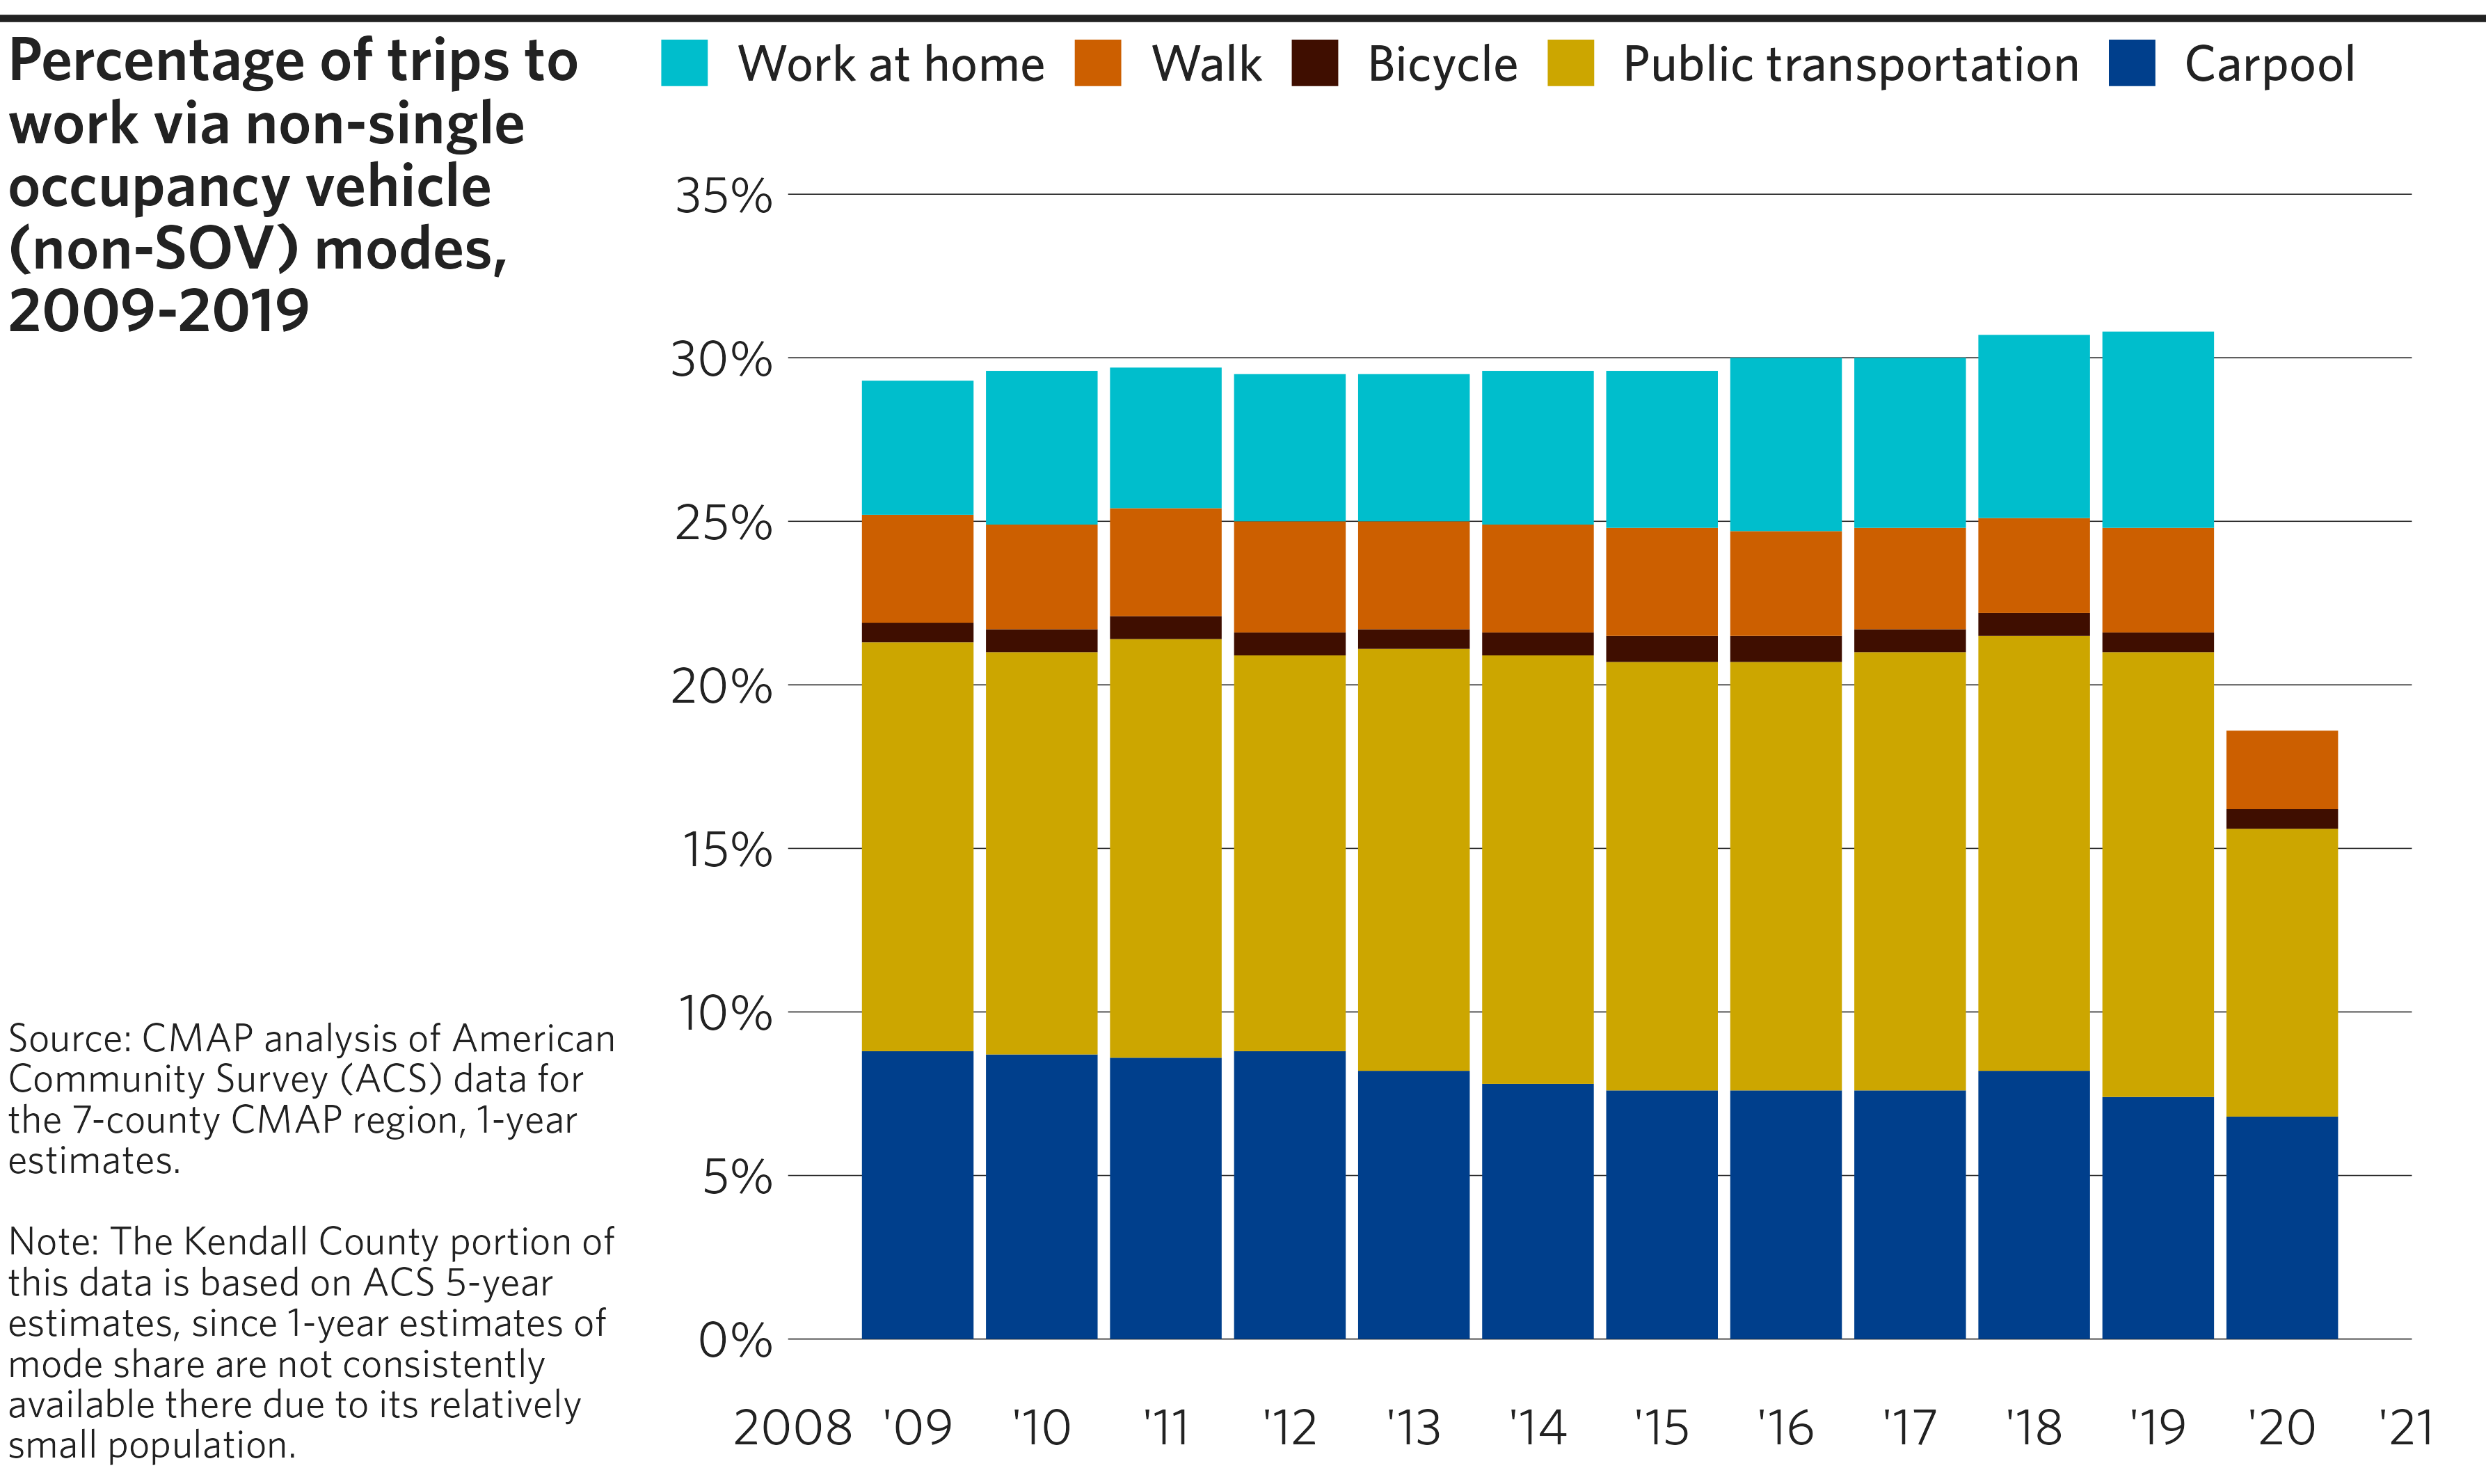 Percentage of trips to
work via non-single
occupancy vehicle
(non-SOV) modes,
2009-2019
Work at home
Walk
Bicycle
Public transportation
Carpool
35%
30%
25%
20%
15%
10%
5%
0%
2008
'09
'10
'11
'12
'13
'14
'15
'16
'17
'18
'19
'20
'21
Source: CMAP analysis of American
Community Survey (ACS) data for
the 7-county CMAP region, 1-year
estimates.
Note: The Kendall County portion of
this data is based on ACS 5-year
estimates, since 1-year estimates of
mode share are not consistently
available there due to its relatively
small population.